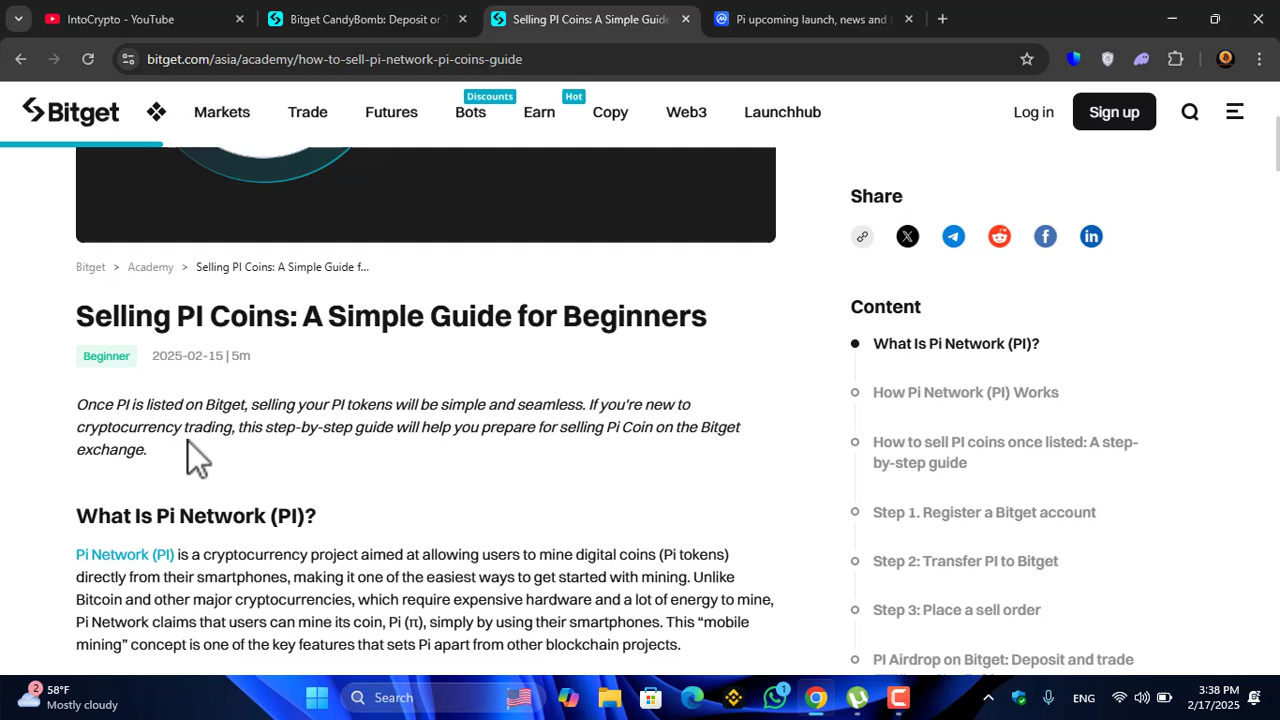 IntoCrypto - YouTube
Bitget CandyBomb: Deposit or T
Selling PI Coins: A Simple Guide
Pi upcoming launch, news and f
bitget.com/asia/academy/how-to-sell-pi-network-pi-coins-guide
Bitget
Markets
Trade
Futures
Discounts
Bots
Hot
Earn
Copy
Web3
Launchhub
Log in
Sign up
Bitget > Academy > Selling PI Coins: A Simple Guide f...
Selling PI Coins: A Simple Guide for Beginners
Beginner 2025-02-15 | 5m
Once PI is listed on Bitget, selling your PI tokens will be simple and seamless. If you're new to
cryptocurrency trading, this step-by-step guide will help you prepare for selling Pi Coin on the Bitget
exchange.
What Is Pi Network (PI)?
Pi Network (PI) is a cryptocurrency project aimed at allowing users to mine digital coins (Pi tokens)
directly from their smartphones, making it one of the easiest ways to get started with mining. Unlike
Bitcoin and other major cryptocurrencies, which require expensive hardware and a lot of energy to mine,
Pi Network claims that users can mine its coin, Pi (π), simply by using their smartphones. This “mobile
mining” concept is one of the key features that sets Pi apart from other blockchain projects.
Share
Content
What Is Pi Network (PI)?
How Pi Network (PI) Works
How to sell PI coins once listed: A step-
by-step guide
Step 1. Register a Bitget account
Step 2: Transfer PI to Bitget
Step 3: Place a sell order
PI Airdrop on Bitget: Deposit and trade
2
58°F
Mostly cloudy
Search
1
ENG
3:38 PM
2/17/2025